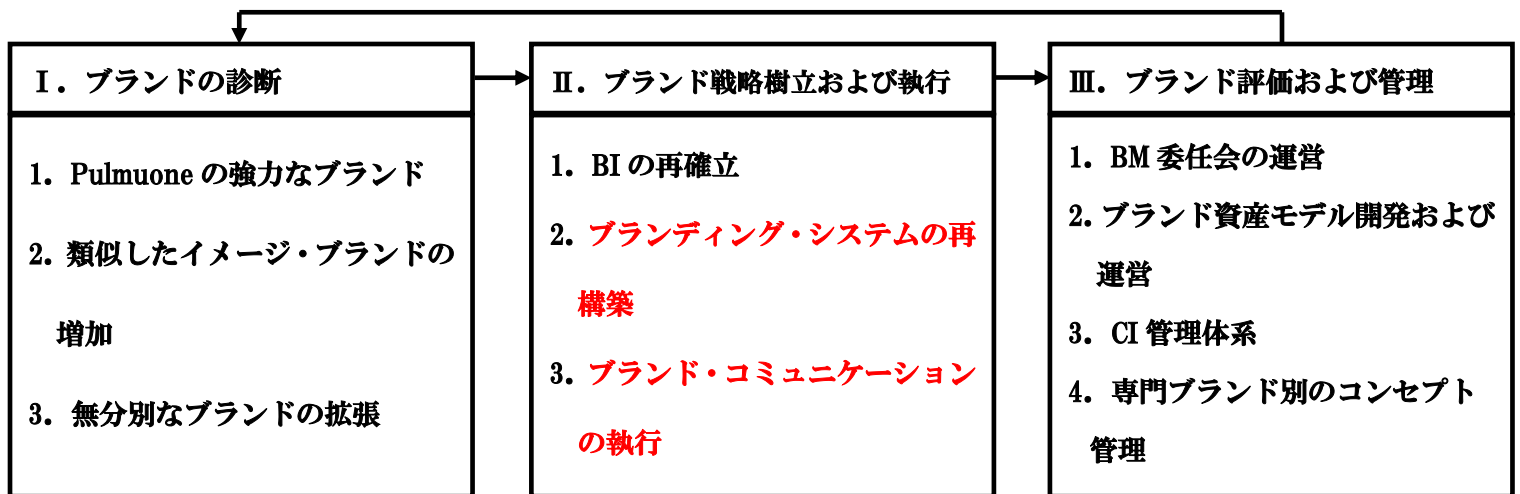 Ⅰ．ブランドの診断
1. Pulmuone の強力なブランド
2. 類似したイメージ・ブランドの
増加
3. 無分別なブランドの拡張
Ⅱ．ブランド戦略樹立および執行
1. BI の再確立
2. ブランディング・システムの再
構築
3. ブランド・コミュニケーション
の執行
Ⅲ．ブランド評価および管理
1. BM 委任会の運営
2. ブランド資産モデル開発および
運営
3. CI 管理体系
4. 専門ブランド別のコンセプト
管理